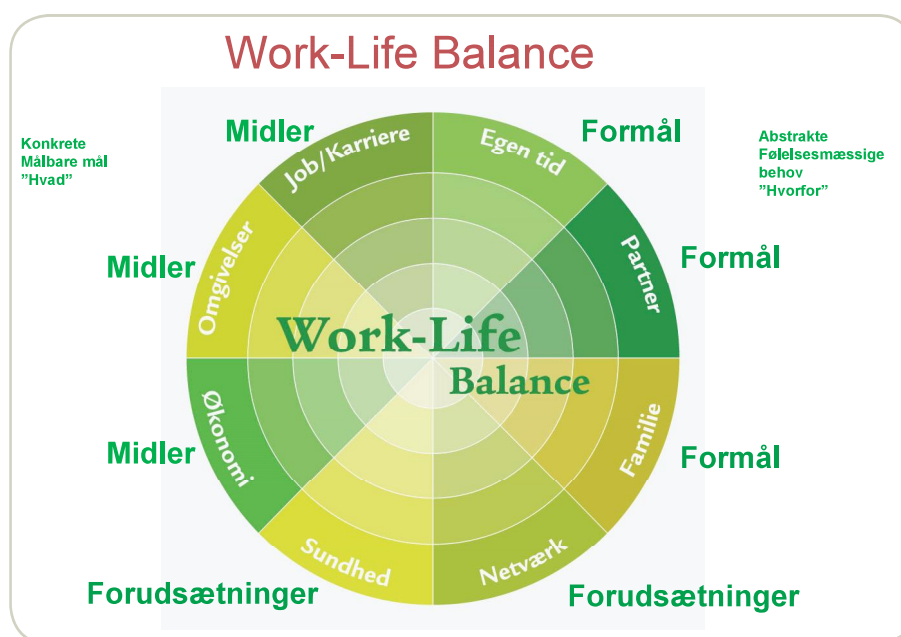 Work-Life Balance
Konkrete
Målbare mål
"Hvad"
Midler
Job/Karriere
Egen tid
Formål
Abstrakte
Følelsesmæssige
behov
"Hvorfor"
Midler
Omgivelser
Partner
Formål
Work-Life
Balance
Midler
Økonomi
Familie
Formål
Sundhed
Netværk
Forudsætninger
Forudsætninger